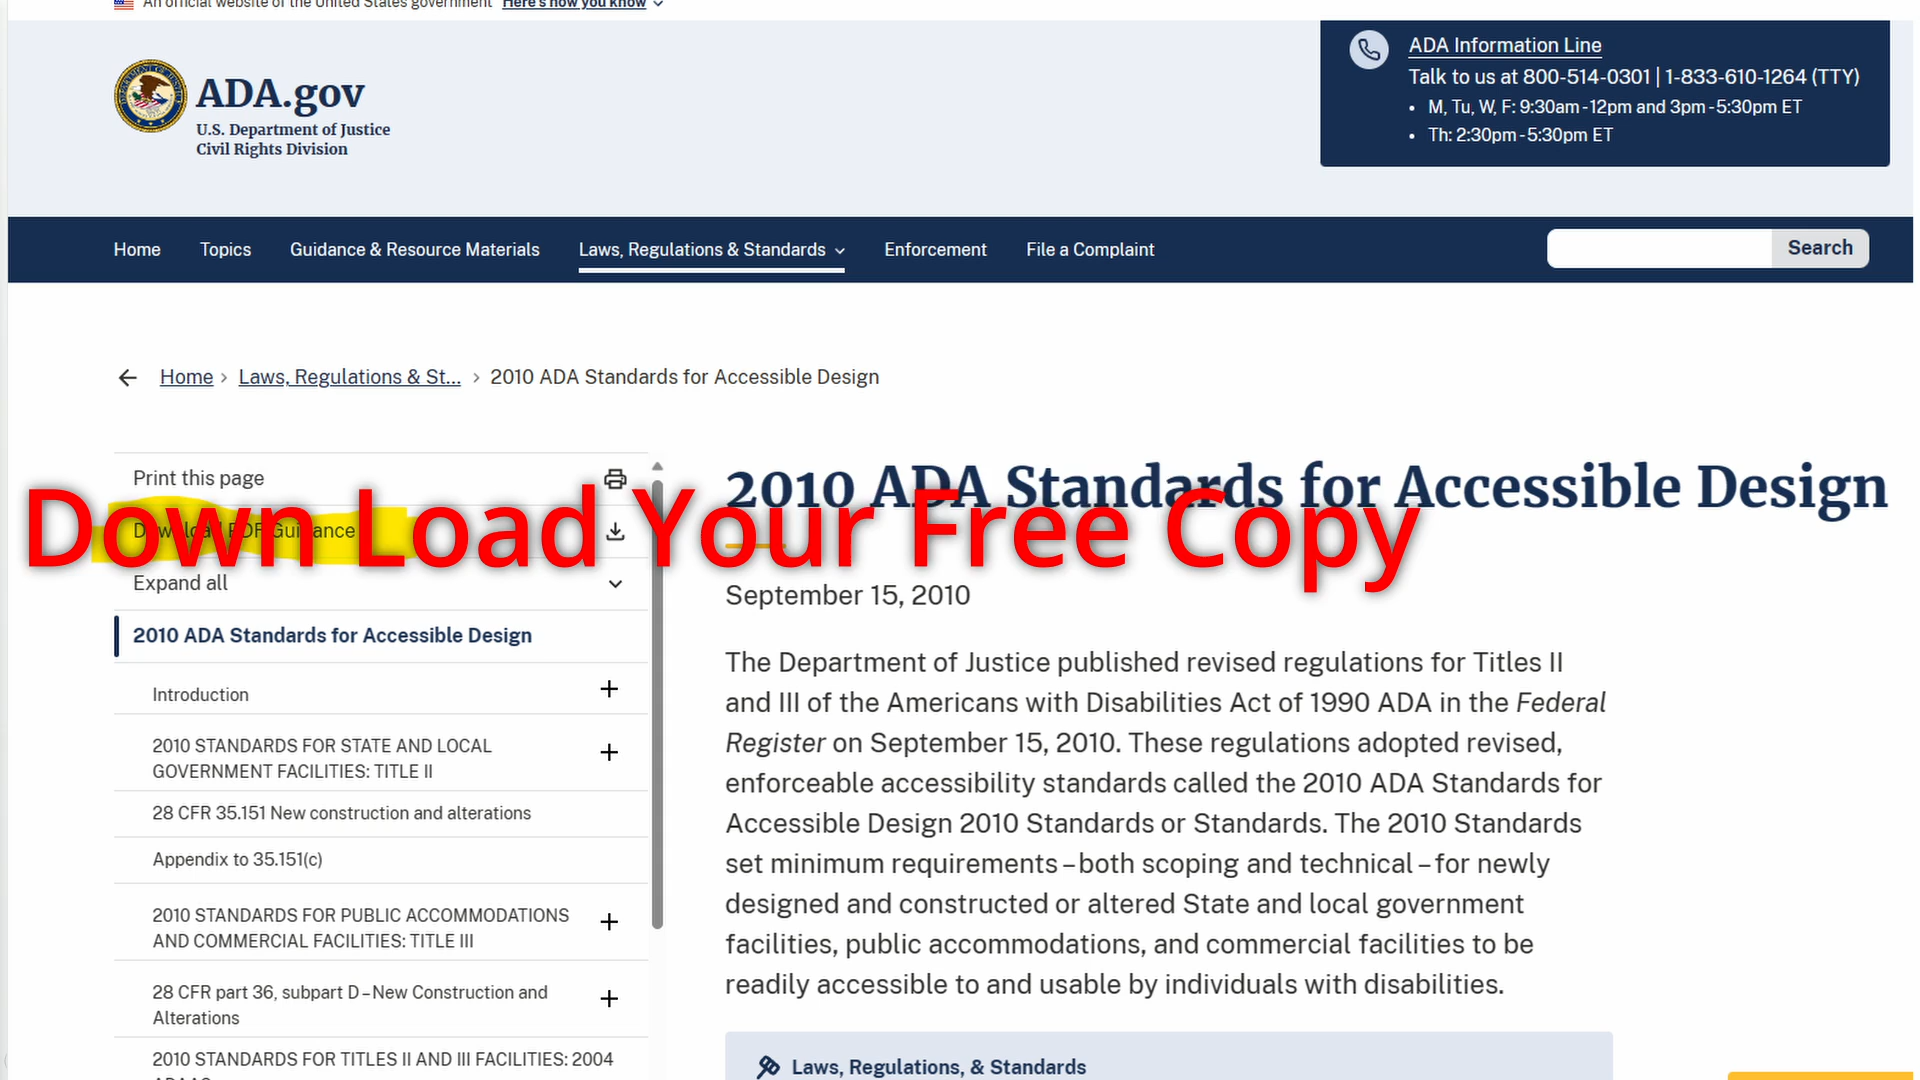 An official website of the United States government Here's how you know
ADA.gov
U.S. Department of Justice
Civil Rights Division
ADA Information Line
Talk to us at 800-514-0301 | 1-833-610-1264 (TTY)
• M, Tu, W, F: 9:30am - 12pm and 3pm - 5:30pm ET
• Th: 2:30pm - 5:30pm ET
Home Topics Guidance & Resource Materials Laws, Regulations & Standards Enforcement File a Complaint Search
Home › Laws, Regulations & St... › 2010 ADA Standards for Accessible Design
Print this page
Download PDF Guidance
Down Load Your Free Copy
Expand all
2010 ADA Standards for Accessible Design
Introduction
2010 STANDARDS FOR STATE AND LOCAL
GOVERNMENT FACILITIES: TITLE II
28 CFR 35.151 New construction and alterations
Appendix to 35.151(c)
2010 STANDARDS FOR PUBLIC ACCOMMODATIONS
AND COMMERCIAL FACILITIES: TITLE III
28 CFR part 36, subpart D – New Construction and
Alterations
2010 STANDARDS FOR TITLES II AND III FACILITIES: 2004
2010 ADA Standards for Accessible Design
September 15, 2010
The Department of Justice published revised regulations for Titles II
and III of the Americans with Disabilities Act of 1990 ADA in the Federal
Register on September 15, 2010. These regulations adopted revised,
enforceable accessibility standards called the 2010 ADA Standards for
Accessible Design 2010 Standards or Standards. The 2010 Standards
set minimum requirements – both scoping and technical – for newly
designed and constructed or altered State and local government
facilities, public accommodations, and commercial facilities to be
readily accessible to and usable by individuals with disabilities.
Laws, Regulations, & Standards